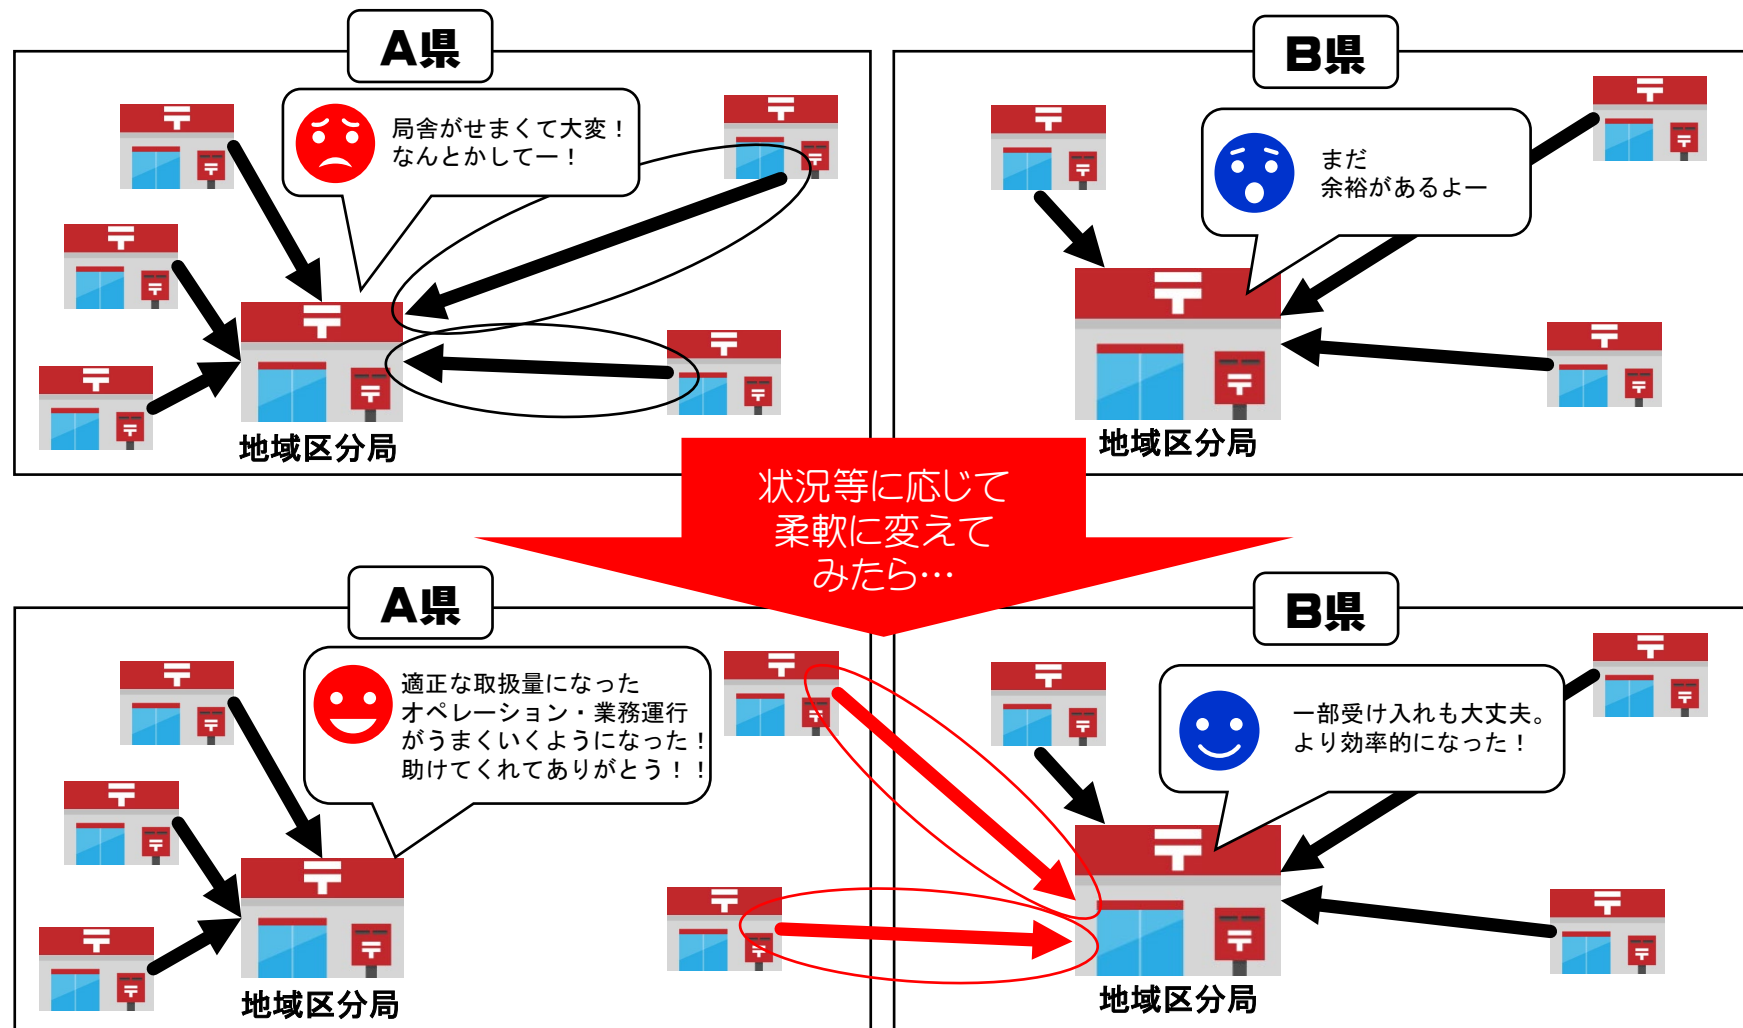 A県
局舎がせまくて大変！
なんとかしてー！
地域区分局
B県
まだ
余裕があるよー
地域区分局
状況等に応じて
柔軟に変えて
みたら…
A県
適正な取扱量になった
オペレーション・業務運行
がうまくいくようになった！
助けてくれてありがとう！！
地域区分局
B県
一部受け入れも大丈夫。
より効率的になった！
地域区分局